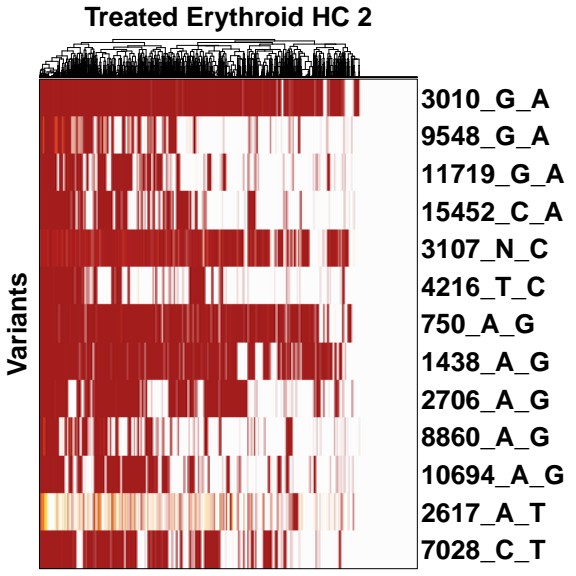 Treated Erythroid HC 2
3010_G_A
9548_G_A
11719_G_A
15452_C_A
3107_N_C
4216_T_C
750_A_G
1438_A_G
2706_A_G
8860_A_G
10694_A_G
2617_A_T
7028_C_T
Variants